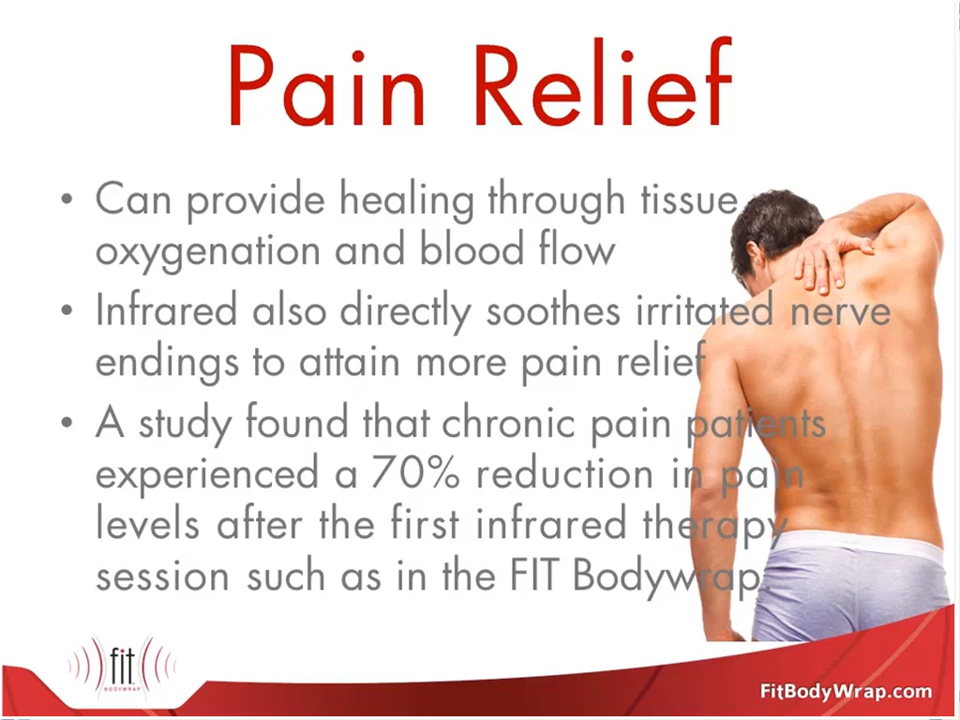 Pain Relief
• Can provide healing through tissue
oxygenation and blood flow
• Infrared also directly soothes irritated nerve
endings to attain more pain relief
• A study found that chronic pain patients
experienced a 70% reduction in pain
levels after the first infrared therapy
session such as in the FIT Bodywrap.
fit
BODYWRAP
FitBodyWrap.com